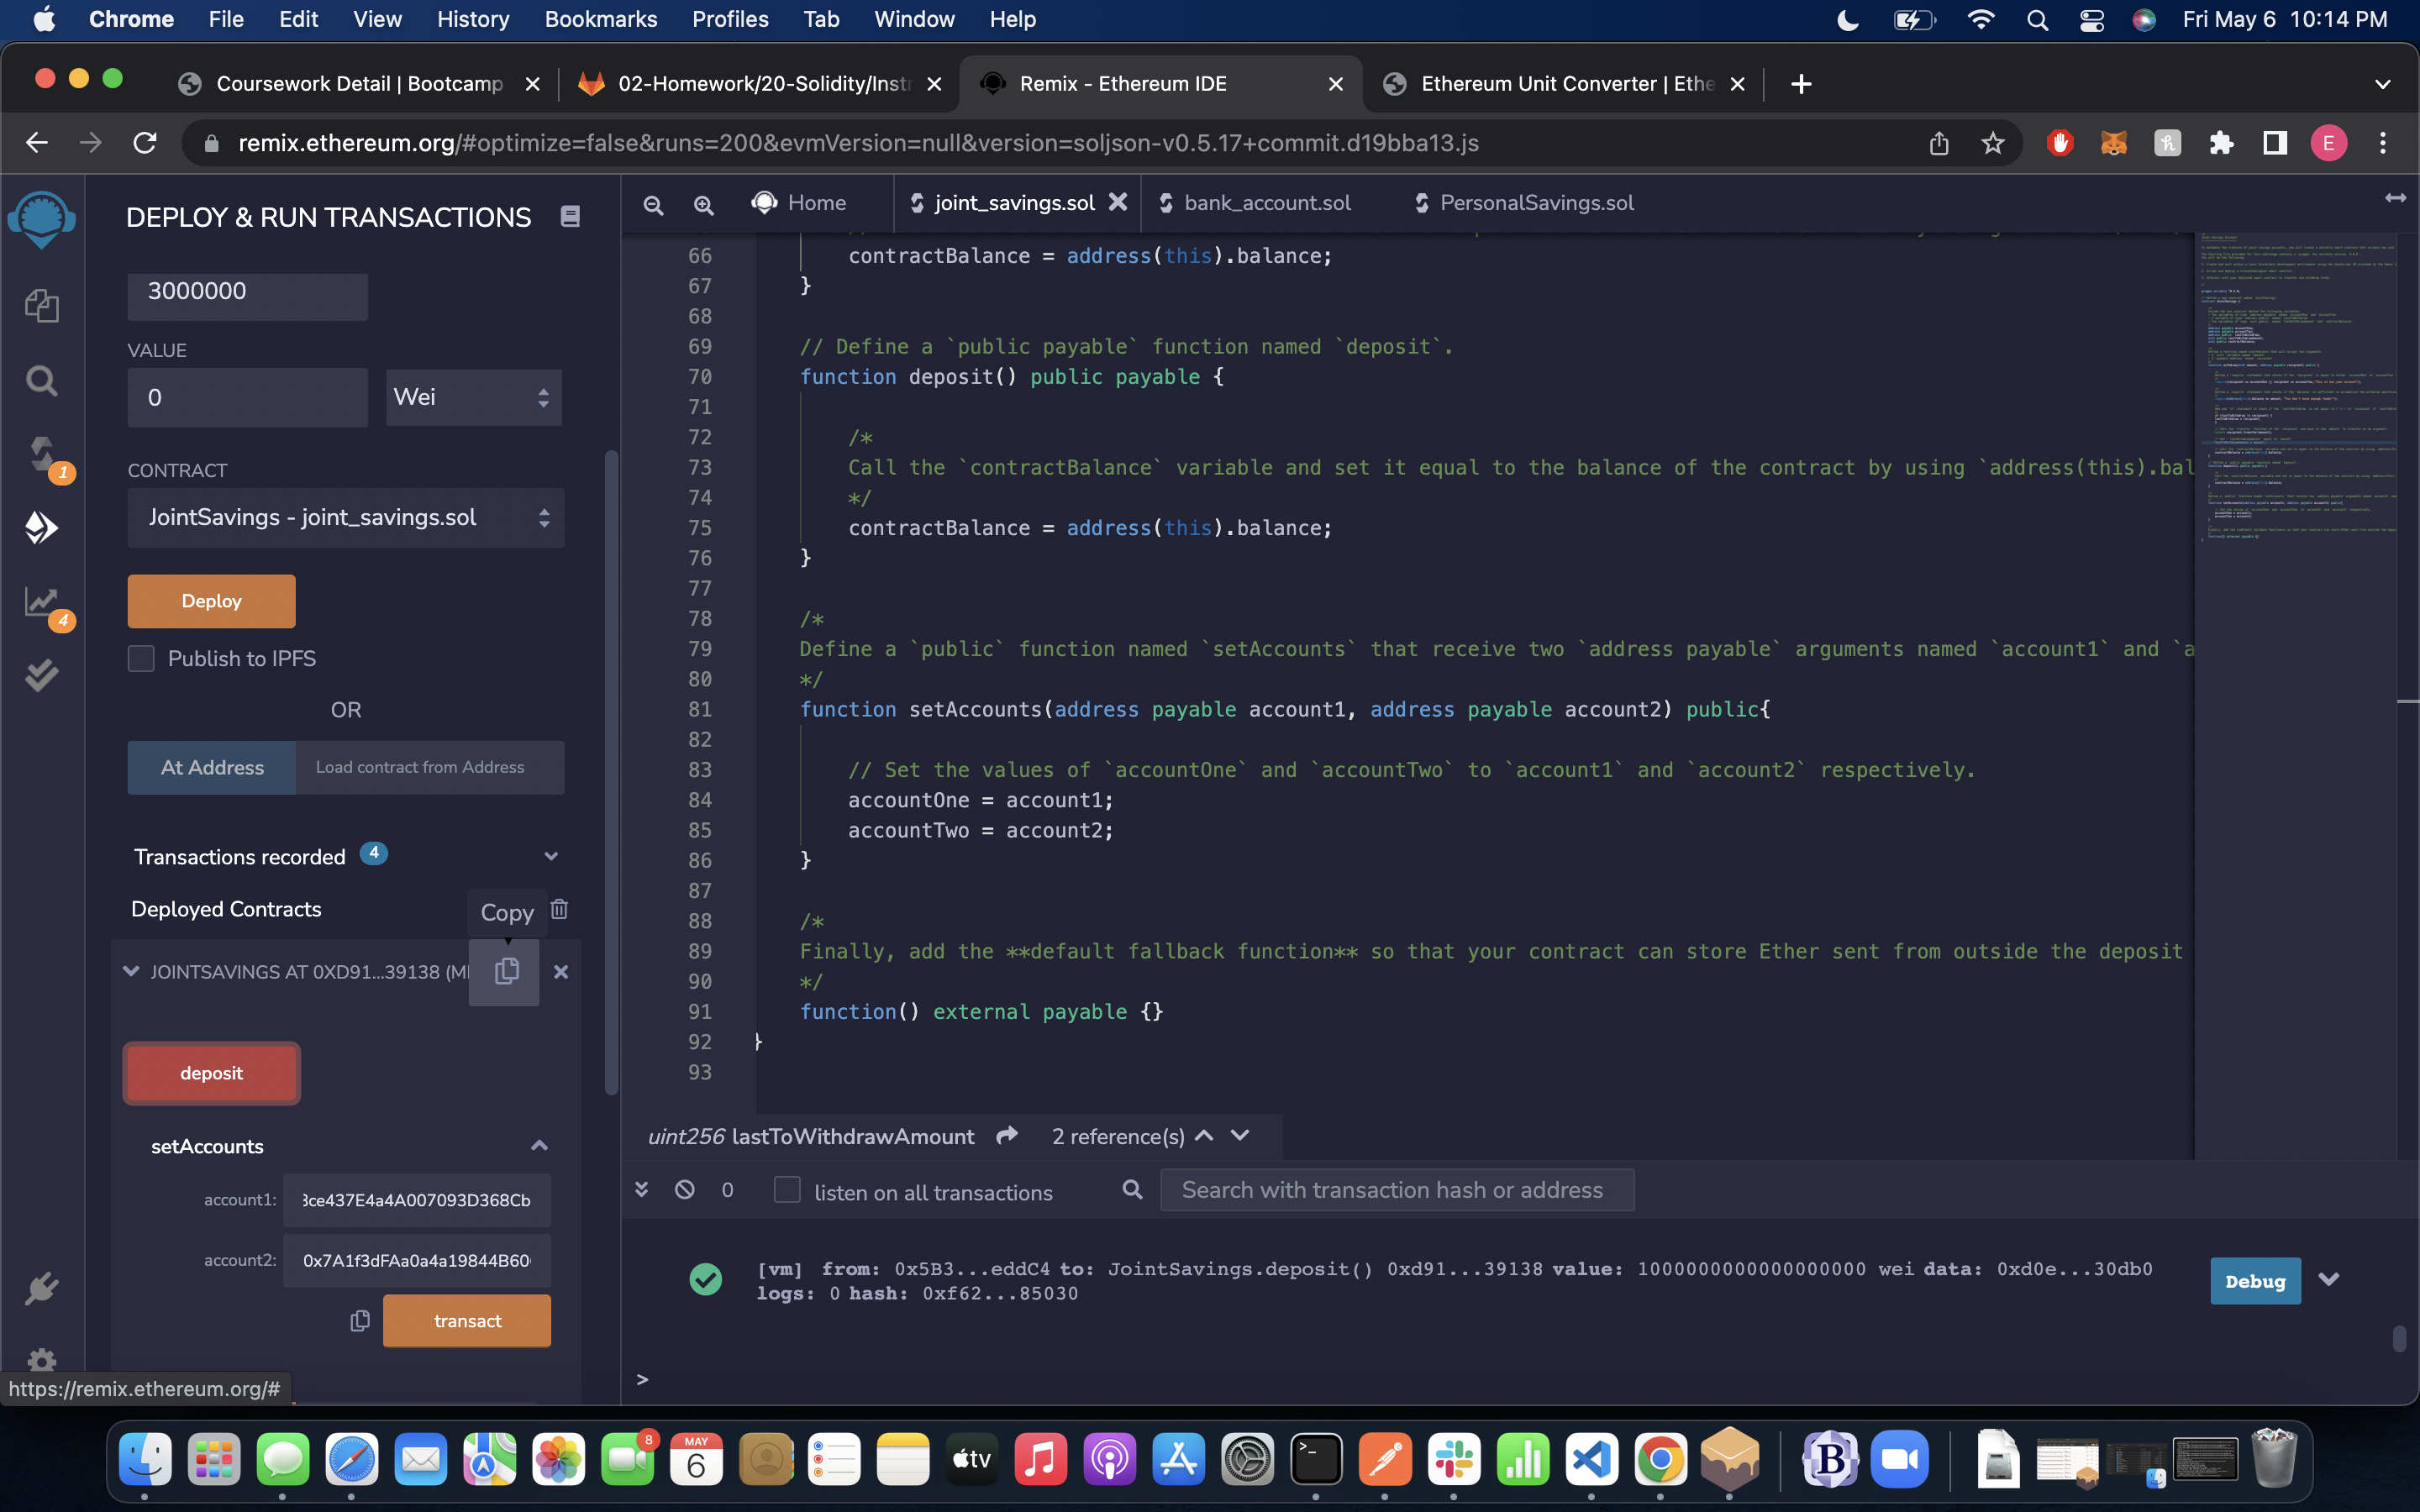 Chrome File Edit View History Bookmarks Profiles Tab Window Help Fri May 6 10:14 PM
Coursework Detail | Bootcamp 02-Homework/20-Solidity/Instr Remix - Ethereum IDE Ethereum Unit Converter | Ethe
remix.ethereum.org/#optimize=false&runs=200&evmVersion=null&version=soljson-v0.5.17+commit.d19bba13.js E
DEPLOY & RUN TRANSACTIONS
3000000
VALUE
0 Wei
CONTRACT
JointSavings - joint_savings.sol
Deploy
Publish to IPFS
OR
At Address Load contract from Address
Transactions recorded 4
Deployed Contracts
Copy
JOINTSAVINGS AT 0XD91...39138 (M
deposit
setAccounts
account1: 3ce437E4a4A007093D368Cb
account2: 0x7A1f3dFAa0a4a19844B60
transact
https://remix.ethereum.org/#
1
4
Home joint_savings.sol bank_account.sol PersonalSavings.sol
66 contractBalance = address(this).balance;
67 }
68
69 // Define a `public payable` function named `deposit`.
70 function deposit() public payable {
71
72 /*
73 Call the `contractBalance` variable and set it equal to the balance of the contract by using `address(this).bal
74 */
75 contractBalance = address(this).balance;
76 }
77
78 /*
79 Define a `public` function named `setAccounts` that receive two `address payable` arguments named `account1` and `a
80 */
81 function setAccounts(address payable account1, address payable account2) public{
82
83 // Set the values of `accountOne` and `accountTwo` to `account1` and `account2` respectively.
84 accountOne = account1;
85 accountTwo = account2;
86 }
87
88 /*
89 Finally, add the **default fallback function** so that your contract can store Ether sent from outside the deposit
90 */
91 function() external payable {}
92 }
93
uint256 lastToWithdrawAmount 2 reference(s)
0 listen on all transactions Search with transaction hash or address
[vm] from: 0x5B3...eddC4 to: JointSavings.deposit() 0xd91...39138 value: 1000000000000000000 wei data: 0xd0e...30db0
logs: 0 hash: 0xf62...85030
Debug
>
8
MAY
6
tv
B